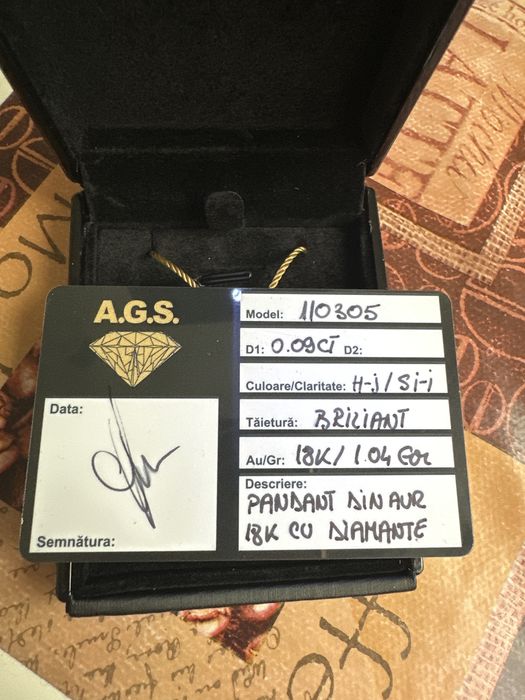 A.G.S.
Model: 110305
D1: 0.09CT D2:
Culoare/Claritate: H-J / Si-i
Tăietură: BRILIANT
Au/Gr: 18K / 1.04 Gr
Descriere:
PANDANT DIN AUR
18K CU DIAMANTE
Data:
Semnătura: